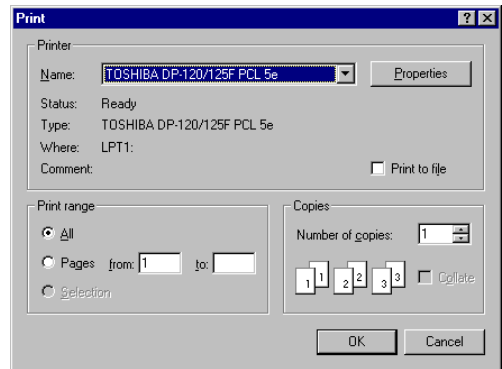 Print
Printer
Name: TOSHIBA DP-120/125F PCL 5e Properties
Status: Ready
Type: TOSHIBA DP-120/125F PCL 5e
Where: LPT1:
Comment: Print to file
Print range
All
Pages from: 1 to:
Selection
Copies
Number of copies: 1
1 1 2 2 3 3 Collate
OK Cancel